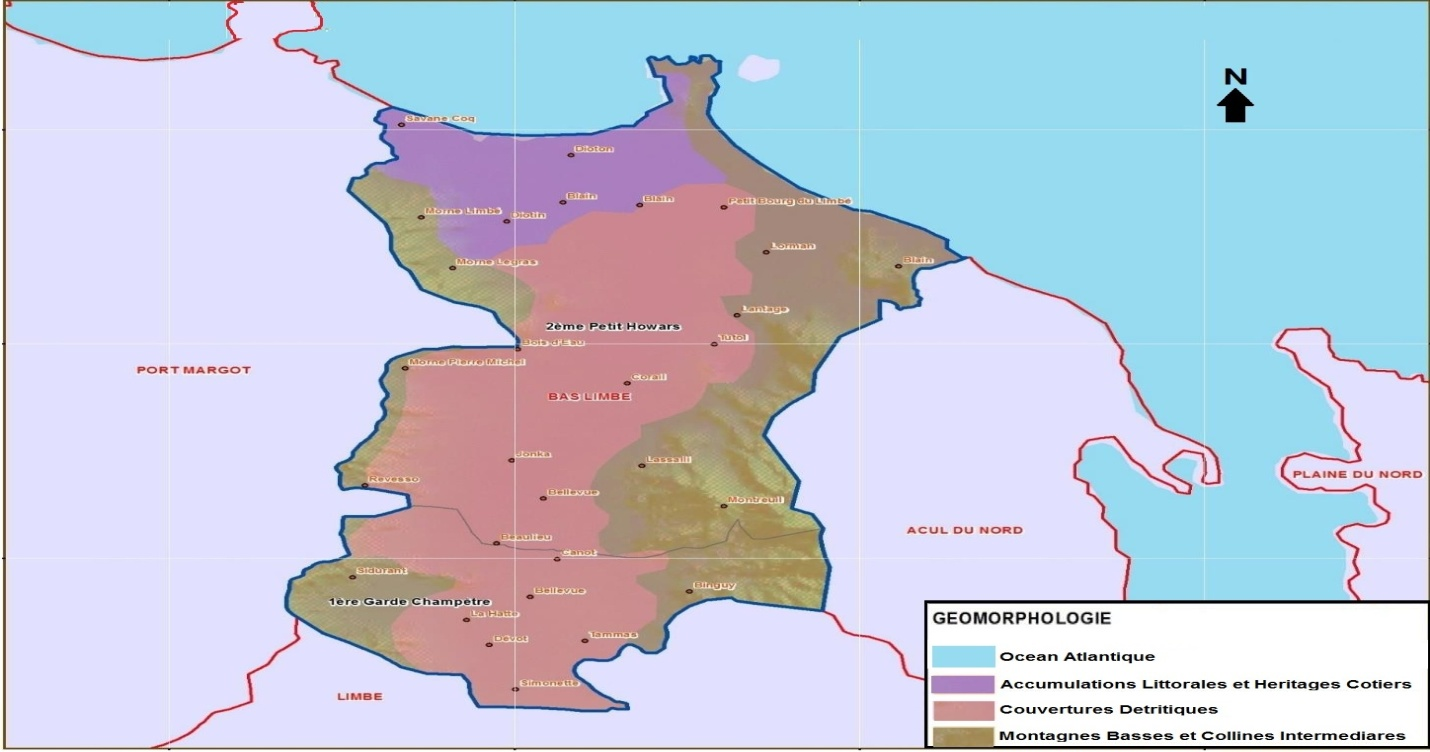 N
Savane Coq
Dioton
Blain
Blain
Petit Bourg du Limbé
Morne Limbé
Diotin
Lorman
Morne Legras
Blain
Lantage
2ème Petit Howars
Tutol
Bois d'Eau
Morne Pierre Michel
PORT MARGOT
Corail
BAS LIMBE
Jonka
Lassalli
Revesso
PLAINE DU NORD
Bellevue
Montreuil
ACUL DU NORD
Beaulieu
Canot
Sidurant
Bellevue
Binguy
1ère Garde Champètre
La Hatte
Dévot
Tammas
Simonette
LIMBE
GEOMORPHOLOGIE
Ocean Atlantique
Accumulations Littorales et Heritages Cotiers
Couvertures Detritiques
Montagnes Basses et Collines Intermediares